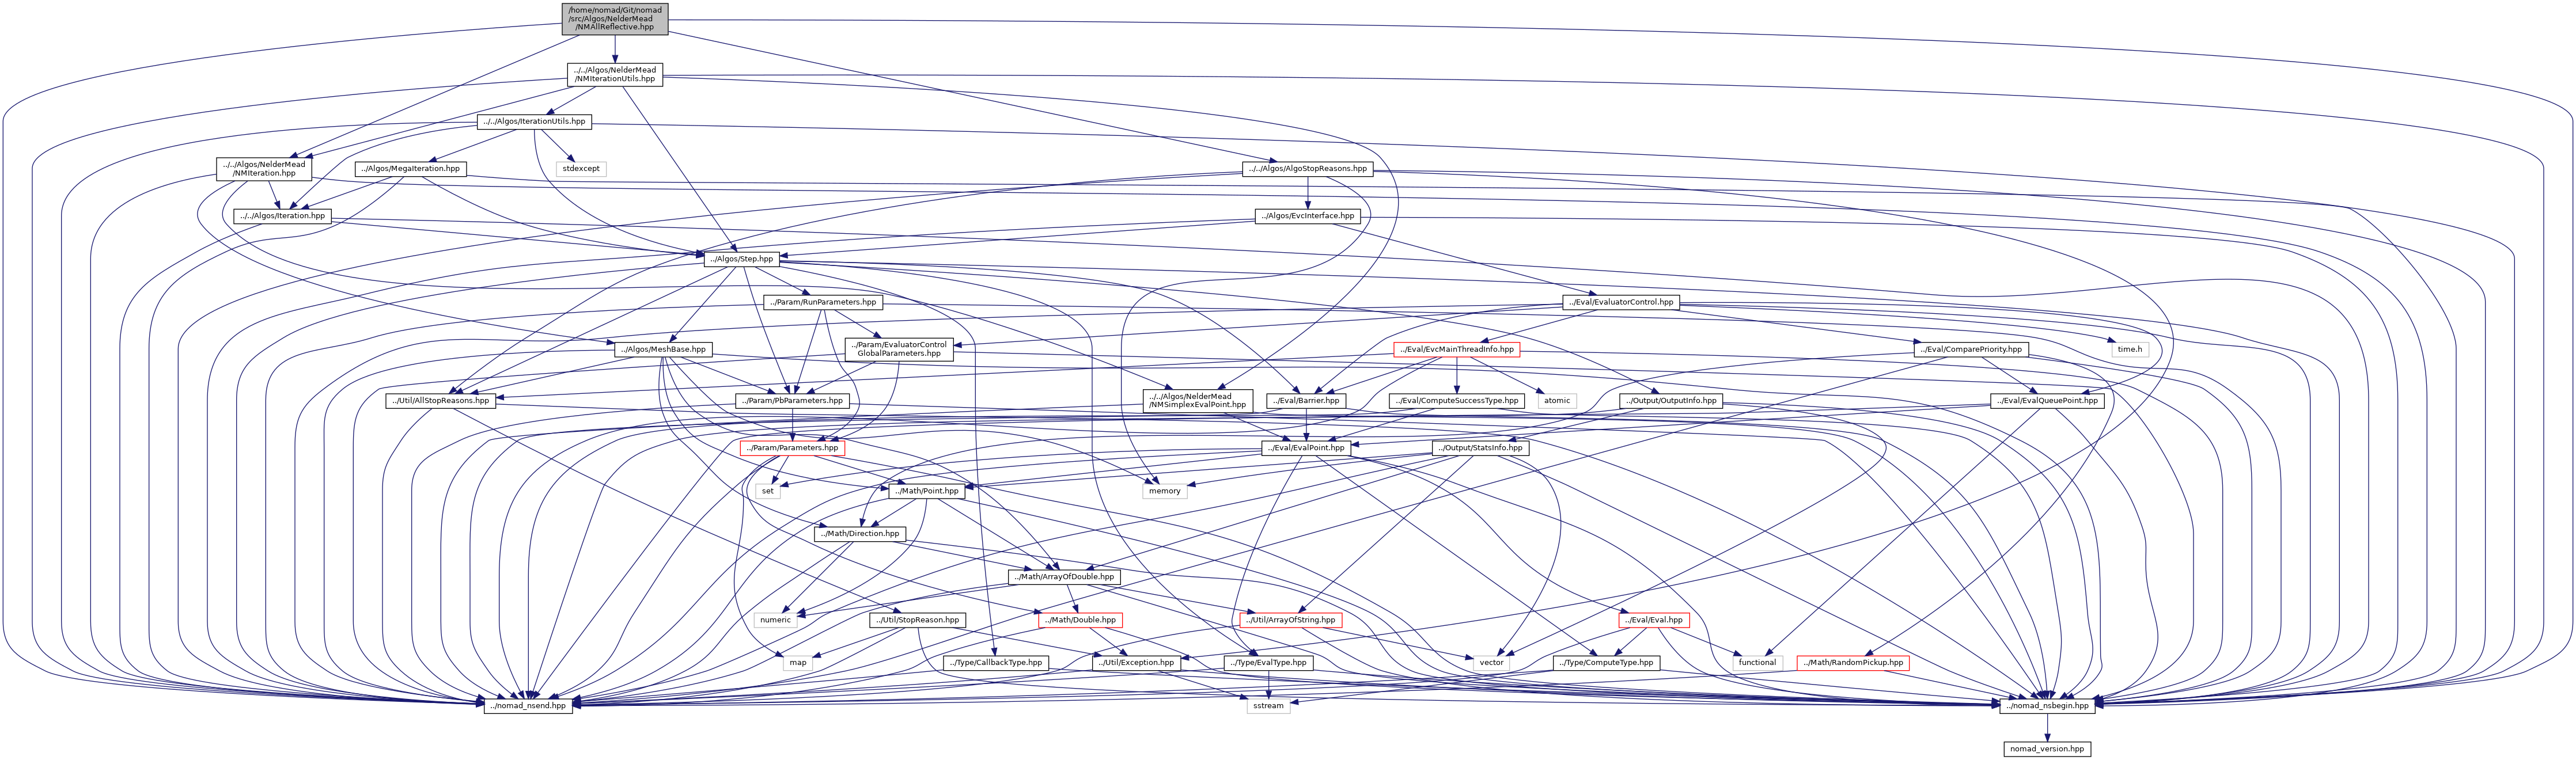 /home/nomad/Git/nomad
/src/Algos/NelderMead
/NMAllReflective.hpp
../../Algos/NelderMead
/NMIterationUtils.hpp
../../Algos/IterationUtils.hpp
../../Algos/NelderMead
/NMIteration.hpp
../Algos/MegaIteration.hpp
stdexcept
../../Algos/AlgoStopReasons.hpp
../../Algos/Iteration.hpp
../Algos/EvcInterface.hpp
../Algos/Step.hpp
../Param/RunParameters.hpp
../Eval/EvaluatorControl.hpp
../Algos/MeshBase.hpp
../Param/EvaluatorControl
GlobalParameters.hpp
../Eval/EvcMainThreadInfo.hpp
../Eval/ComparePriority.hpp
time.h
../Util/AllStopReasons.hpp
../Param/PbParameters.hpp
../../Algos/NelderMead
/NMSimplexEvalPoint.hpp
../Eval/Barrier.hpp
../Eval/ComputeSuccessType.hpp
atomic
../Output/OutputInfo.hpp
../Eval/EvalQueuePoint.hpp
../Param/Parameters.hpp
../Eval/EvalPoint.hpp
../Output/StatsInfo.hpp
set
../Math/Point.hpp
memory
../Math/Direction.hpp
../Math/ArrayOfDouble.hpp
numeric
../Util/StopReason.hpp
../Math/Double.hpp
../Util/ArrayOfString.hpp
../Eval/Eval.hpp
map
../Type/CallbackType.hpp
../Util/Exception.hpp
../Type/EvalType.hpp
vector
../Type/ComputeType.hpp
functional
../Math/RandomPickup.hpp
../nomad_nsend.hpp
sstream
../nomad_nsbegin.hpp
nomad_version.hpp